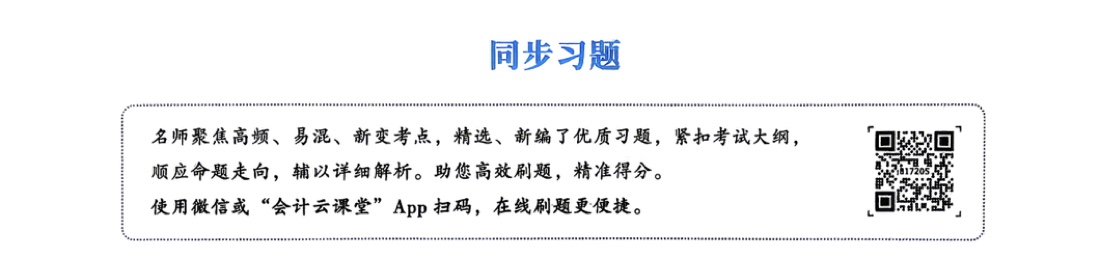 同步习题
名师聚焦高频、易混、新变考点，精选、新编了优质习题，紧扣考试大纲，
顺应命题走向，辅以详细解析。助您高效刷题，精准得分。
使用微信或“会计云课堂”App 扫码，在线刷题更便捷。
817205